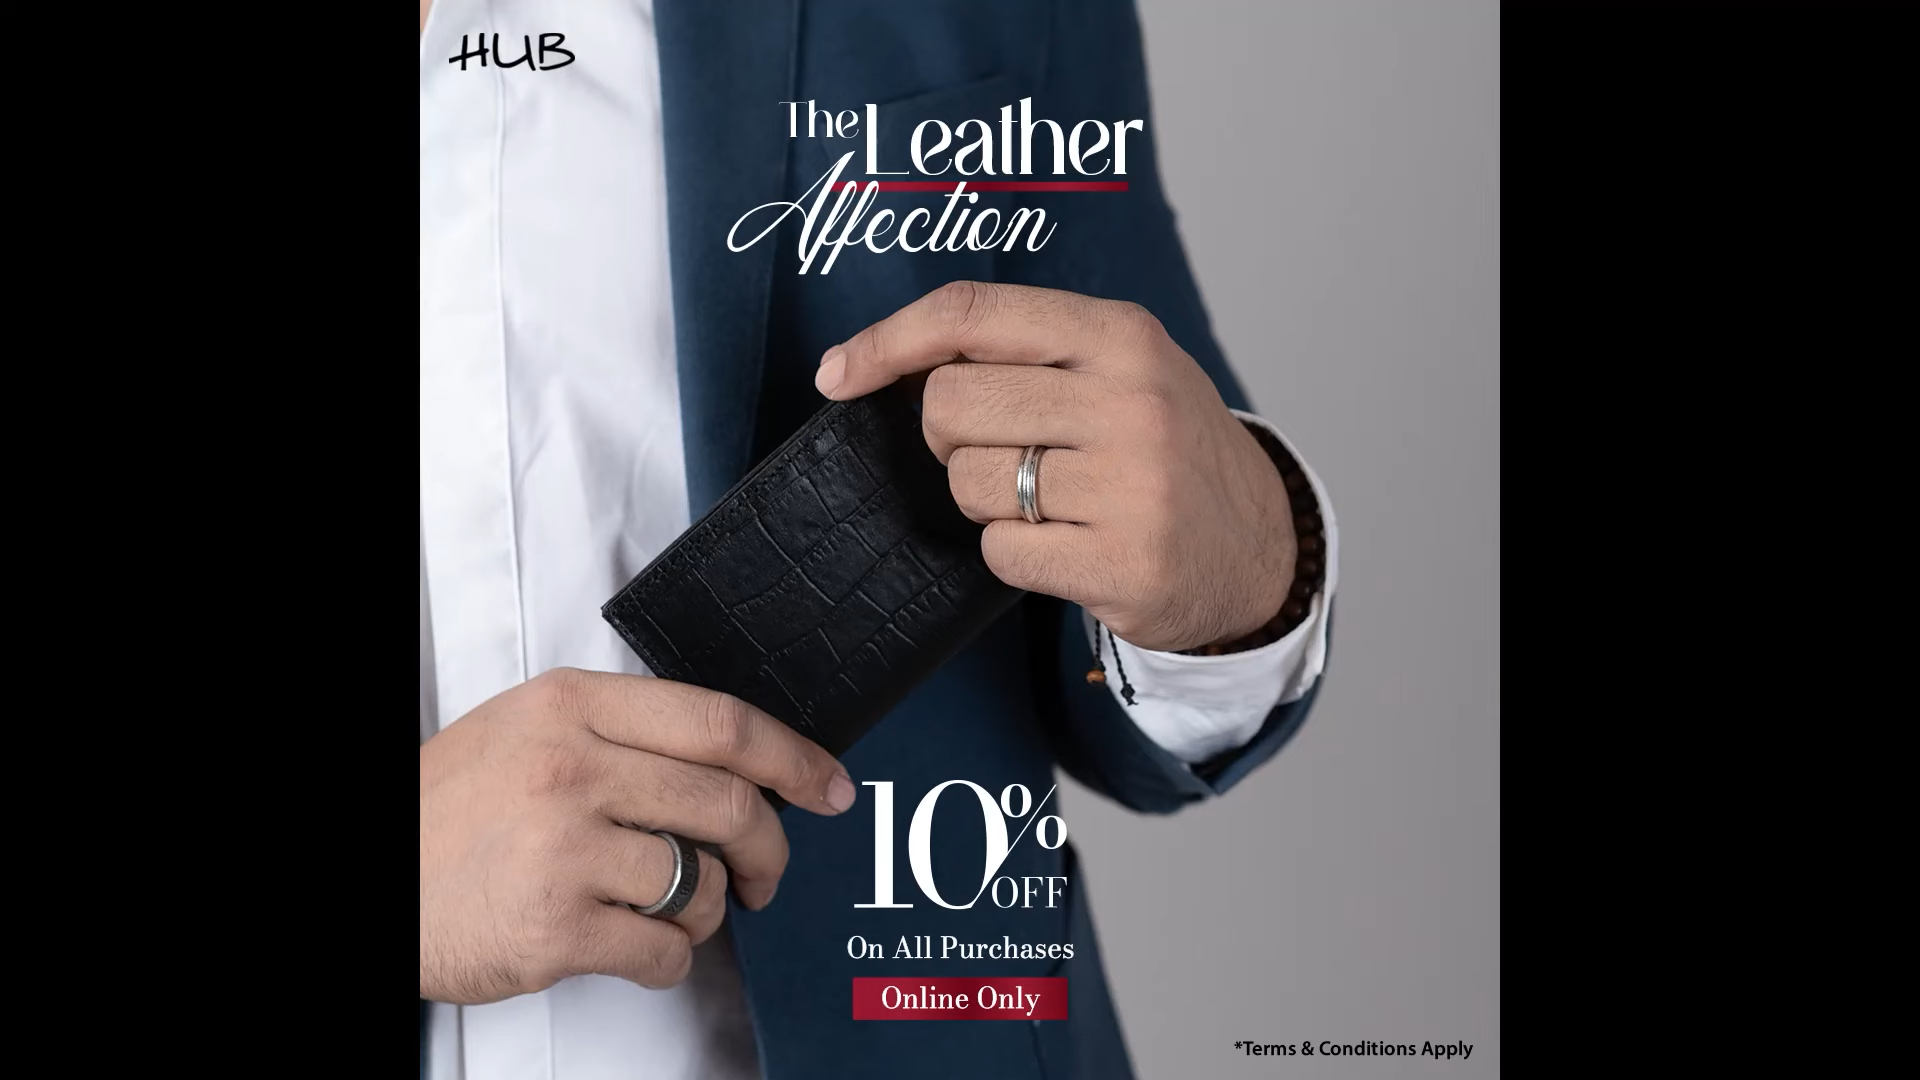 HUB
The Leather
Affection
10%
OFF
On All Purchases
Online Only
*Terms & Conditions Apply